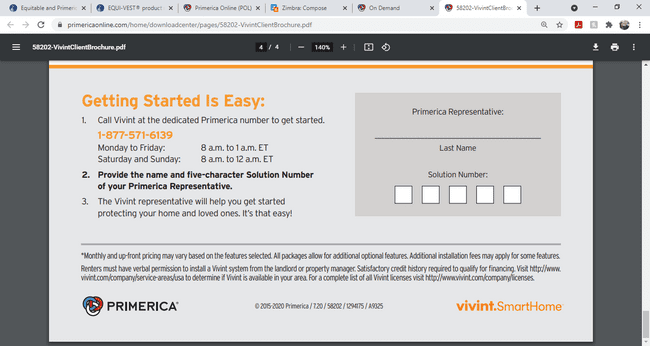 Equitable and Primeri
EQUI-VEST® product
Primerica Online (POL)
Zimbra: Compose
On Demand
58202-VivintClientBro
primericaonline.com/home/downloadcenter/pages/58202-VivintClientBrochure.pdf
58202-VivintClientBrochure.pdf
4 / 4
140%
Getting Started Is Easy:
1. Call Vivint at the dedicated Primerica number to get started.
1-877-571-6139
Monday to Friday: 8 a.m. to 1 a.m. ET
Saturday and Sunday: 8 a.m. to 12 a.m. ET
2. Provide the name and five-character Solution Number
of your Primerica Representative.
3. The Vivint representative will help you get started
protecting your home and loved ones. It's that easy!
Primerica Representative:
Last Name
Solution Number:
*Monthly and up-front pricing may vary based on the features selected. All packages allow for additional optional features. Additional installation fees may apply for some features.
Renters must have verbal permission to install a Vivint system from the landlord or property manager. Satisfactory credit history required to qualify for financing. Visit http://www.
vivint.com/company/service-areas/usa to determine if Vivint is available in your area. For a complete list of all Vivint licenses visit http://www.vivint.com/company/licenses.
PRIMERICA®
© 2015-2020 Primerica / 7.20 / 58202 / 1294175 / A9325
vivint.SmartHome